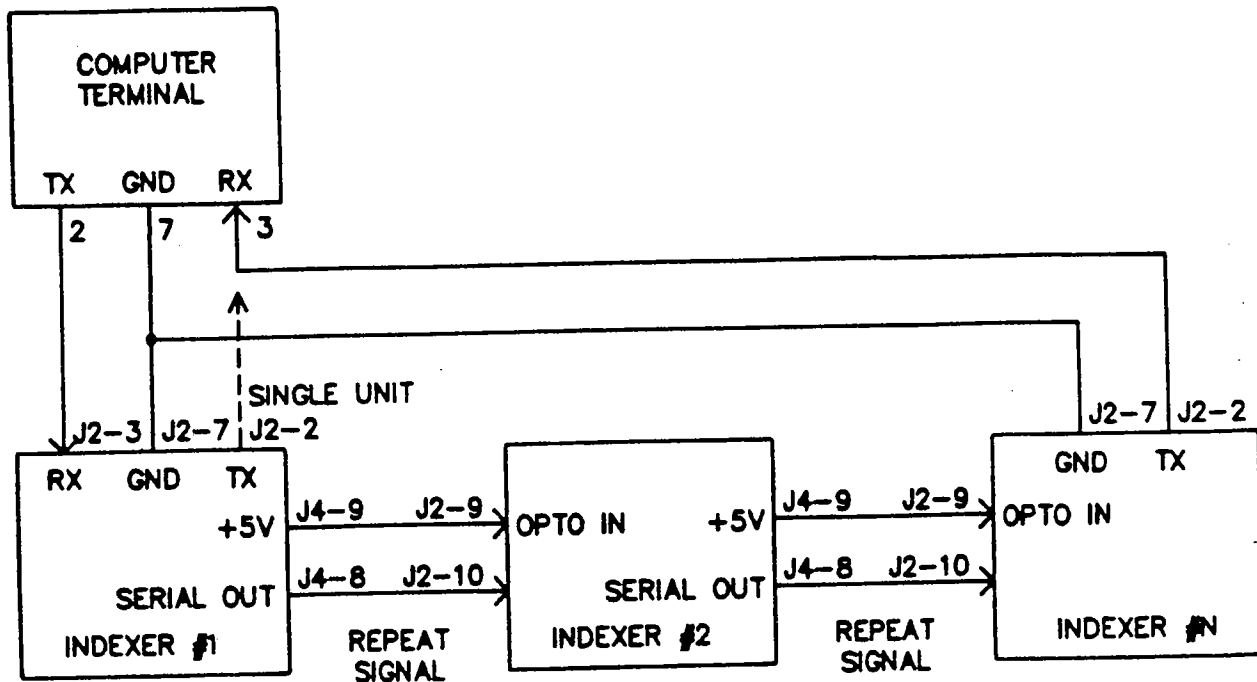 COMPUTER
TERMINAL
TX GND RX
2 7 3
SINGLE UNIT
J2-3 J2-7 J2-2
RX GND TX
+5V
SERIAL OUT
INDEXER #1
J4-9 J2-9
J4-8 J2-10
REPEAT
SIGNAL
OPTO IN +5V
SERIAL OUT
INDEXER #2
J4-9 J2-9
J4-8 J2-10
REPEAT
SIGNAL
J2-7 J2-2
GND TX
OPTO IN
INDEXER #N